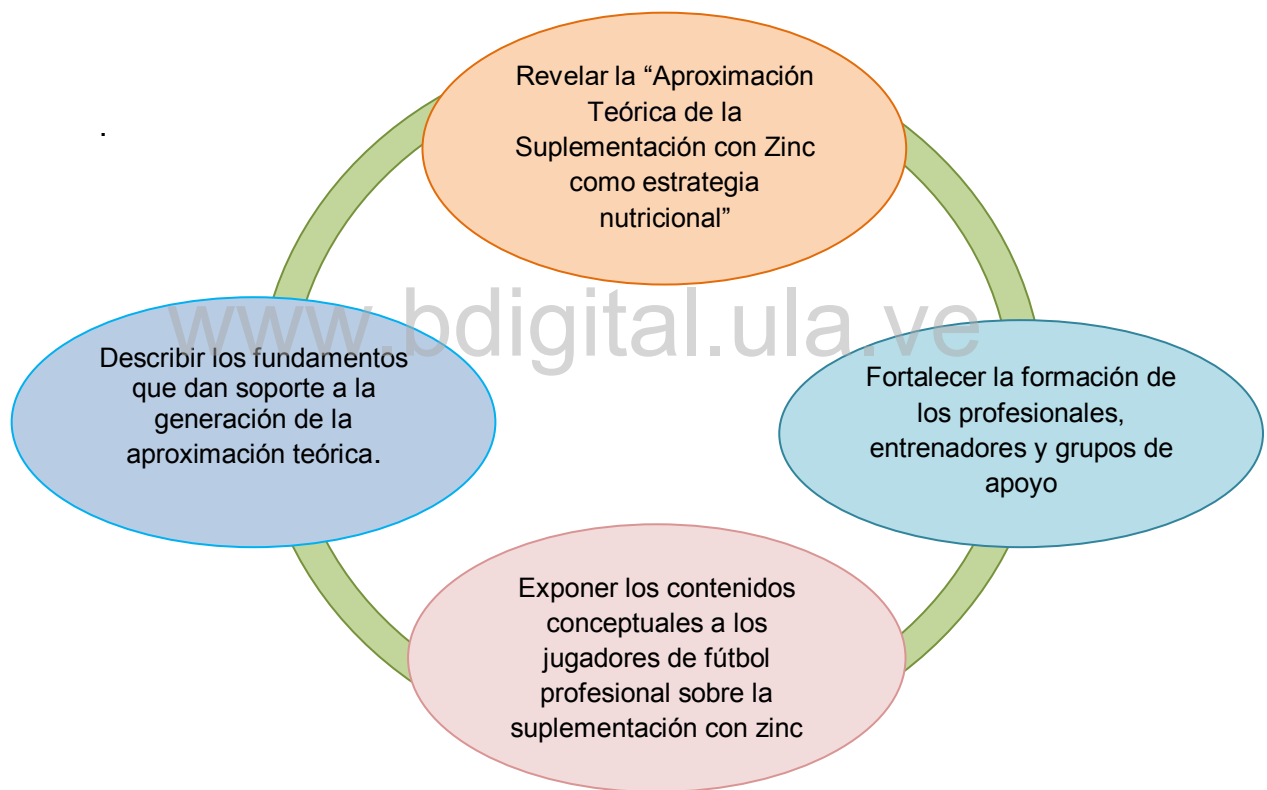 Revelar la “Aproximación
Teórica de la
Suplementación con Zinc
como estrategia
nutricional”
.
www.bdigital.ula.ve
Describir los fundamentos
que dan soporte a la
generación de la
aproximación teórica.
Fortalecer la formación de
los profesionales,
entrenadores y grupos de
apoyo
Exponer los contenidos
conceptuales a los
jugadores de fútbol
profesional sobre la
suplementación con zinc